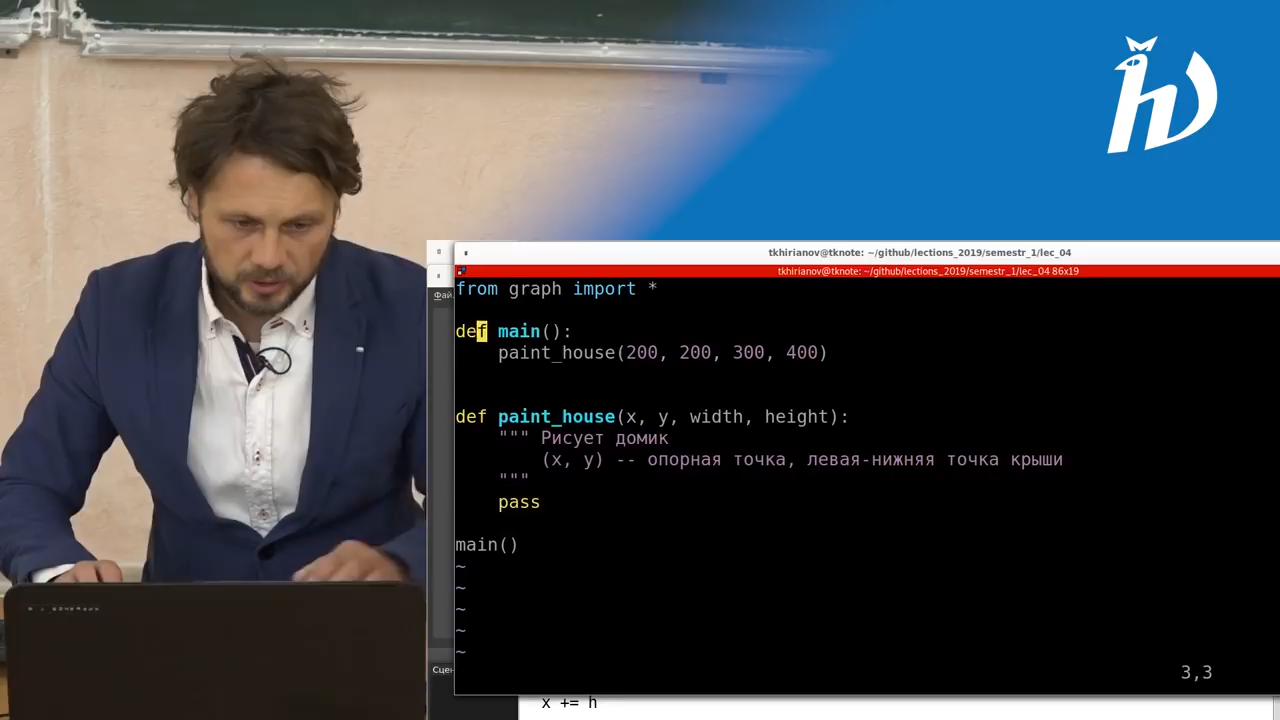 tkhirianov@tknote: ~/github/lections_2019/semestr_1/lec_04
tkhirianov@tknote: ~/github/lections_2019/semestr_1/lec_04 86x19
Фай
from graph import *
def main():
    paint_house(200, 200, 300, 400)
def paint_house(x, y, width, height):
    """ Рисует домик
        (x, y) -- опорная точка, левая-нижняя точка крыши
    """
    pass
main()
~
~
~
~
~
3,3
Сцен
x += h